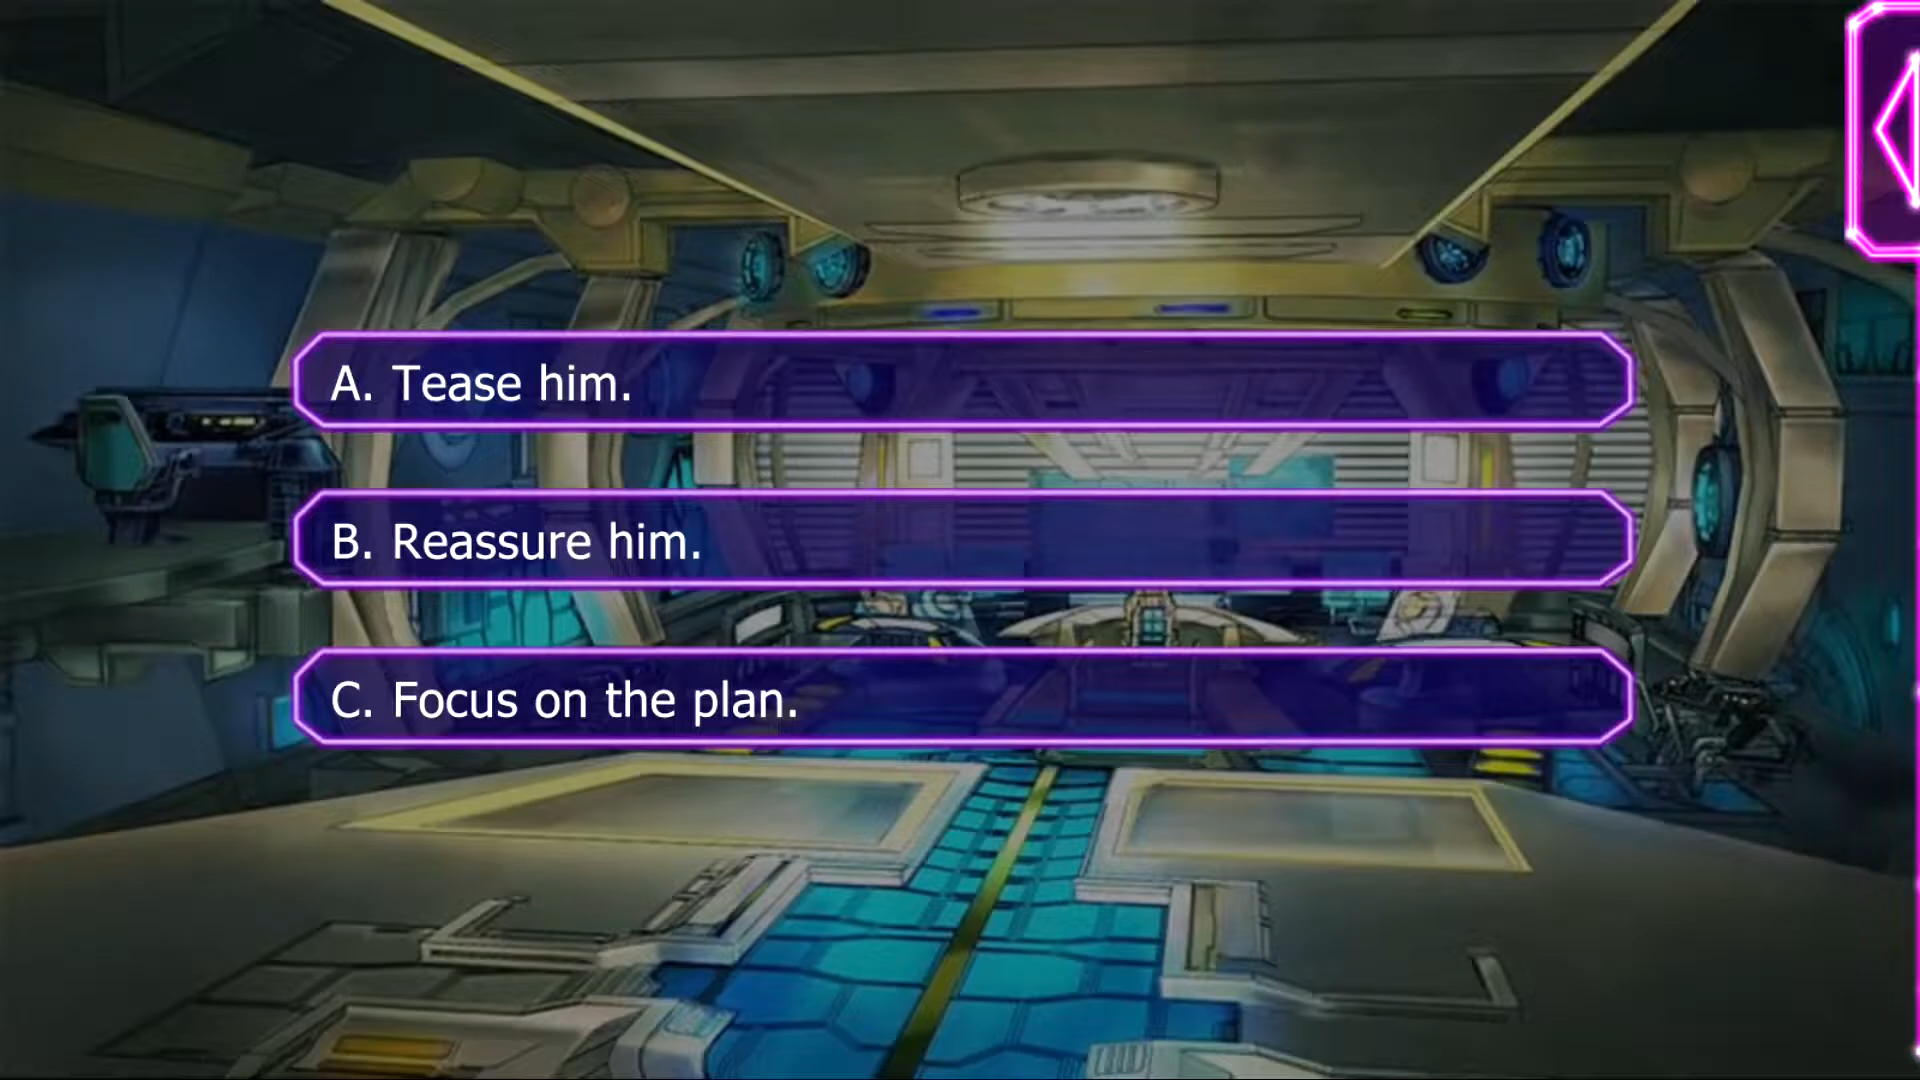 A. Tease him.
B. Reassure him.
C. Focus on the plan.